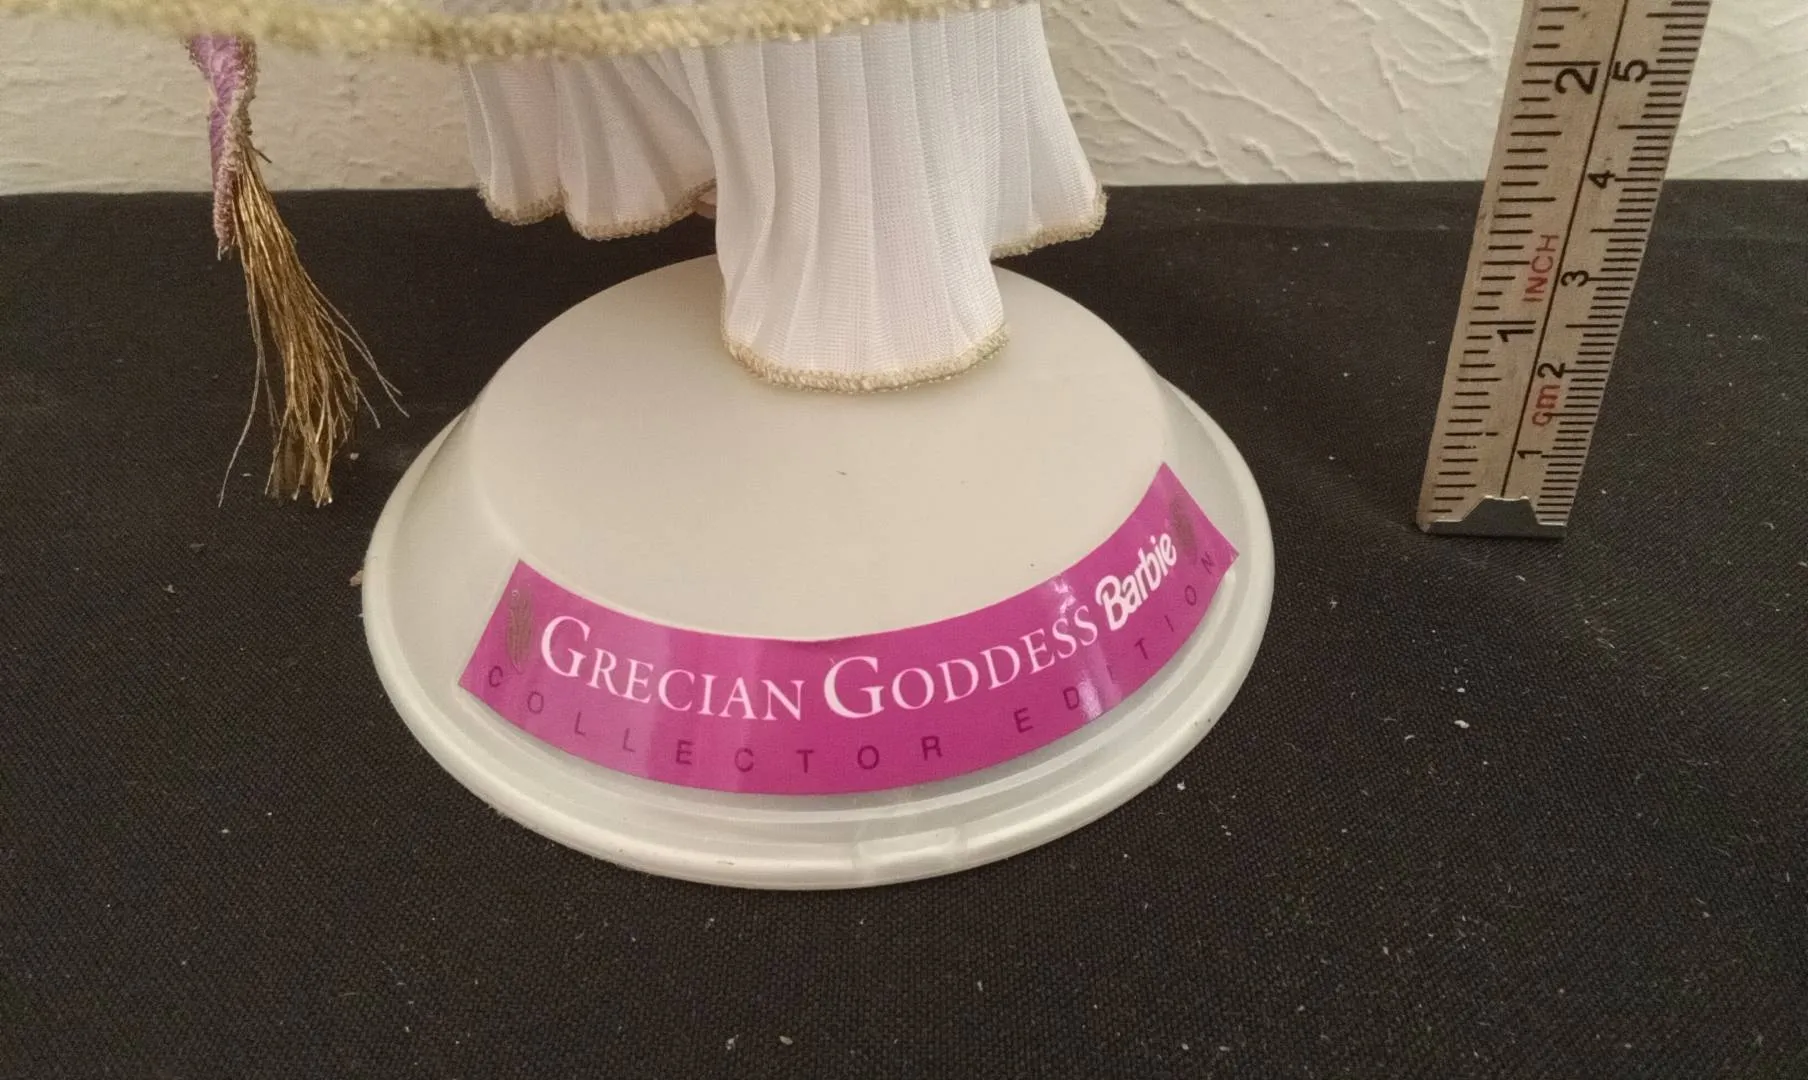 GRECIAN GODDESS Barbie
COLLECTOR EDITION
2 5
4
INCH
3
1
2
cm
1